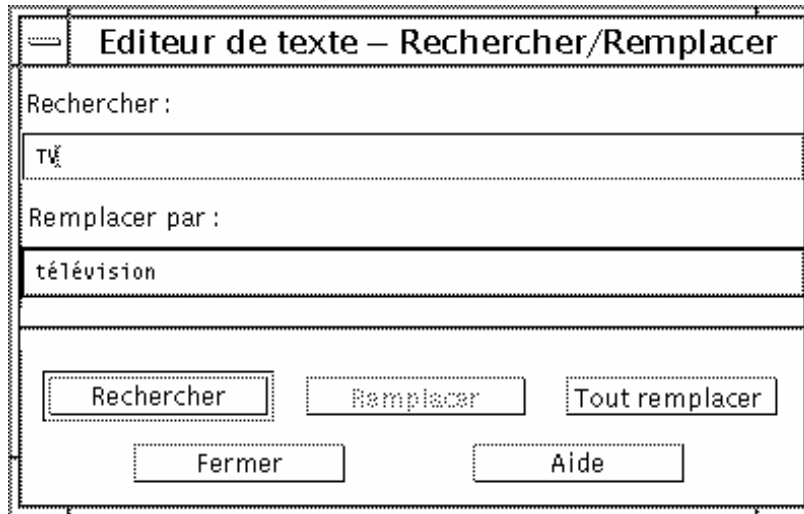 Editeur de texte – Rechercher/Remplacer
Rechercher :
TV
Remplacer par :
télévision
Rechercher Remplacer Tout remplacer
Fermer Aide